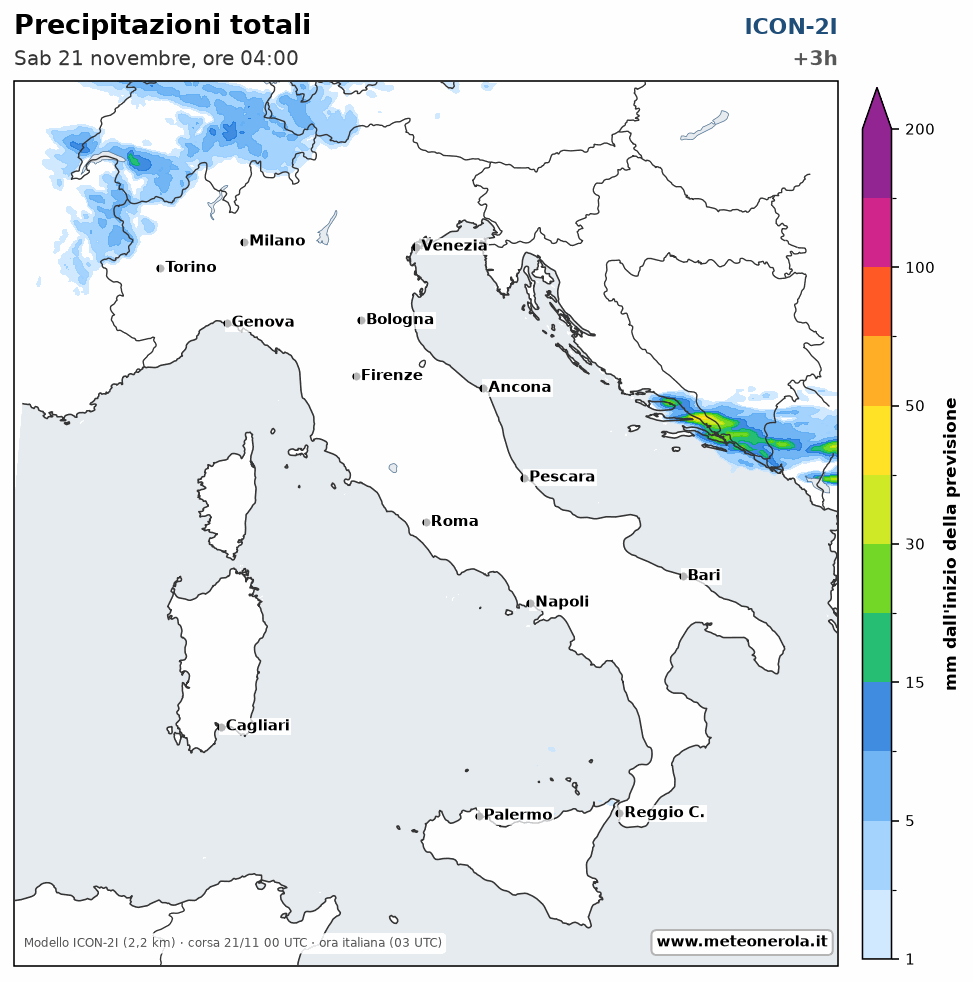 Precipitazioni totali
ICON-2I
Sab 21 novembre, ore 04:00
+3h
200
100
50
30
15
5
1
mm dall'inizio della previsione
Milano
Venezia
Torino
Genova
Bologna
Firenze
Ancona
Pescara
Roma
Bari
Napoli
Cagliari
Palermo
Reggio C.
Modello ICON-2I (2,2 km) · corsa 21/11 00 UTC · ora italiana (03 UTC)
www.meteonerola.it